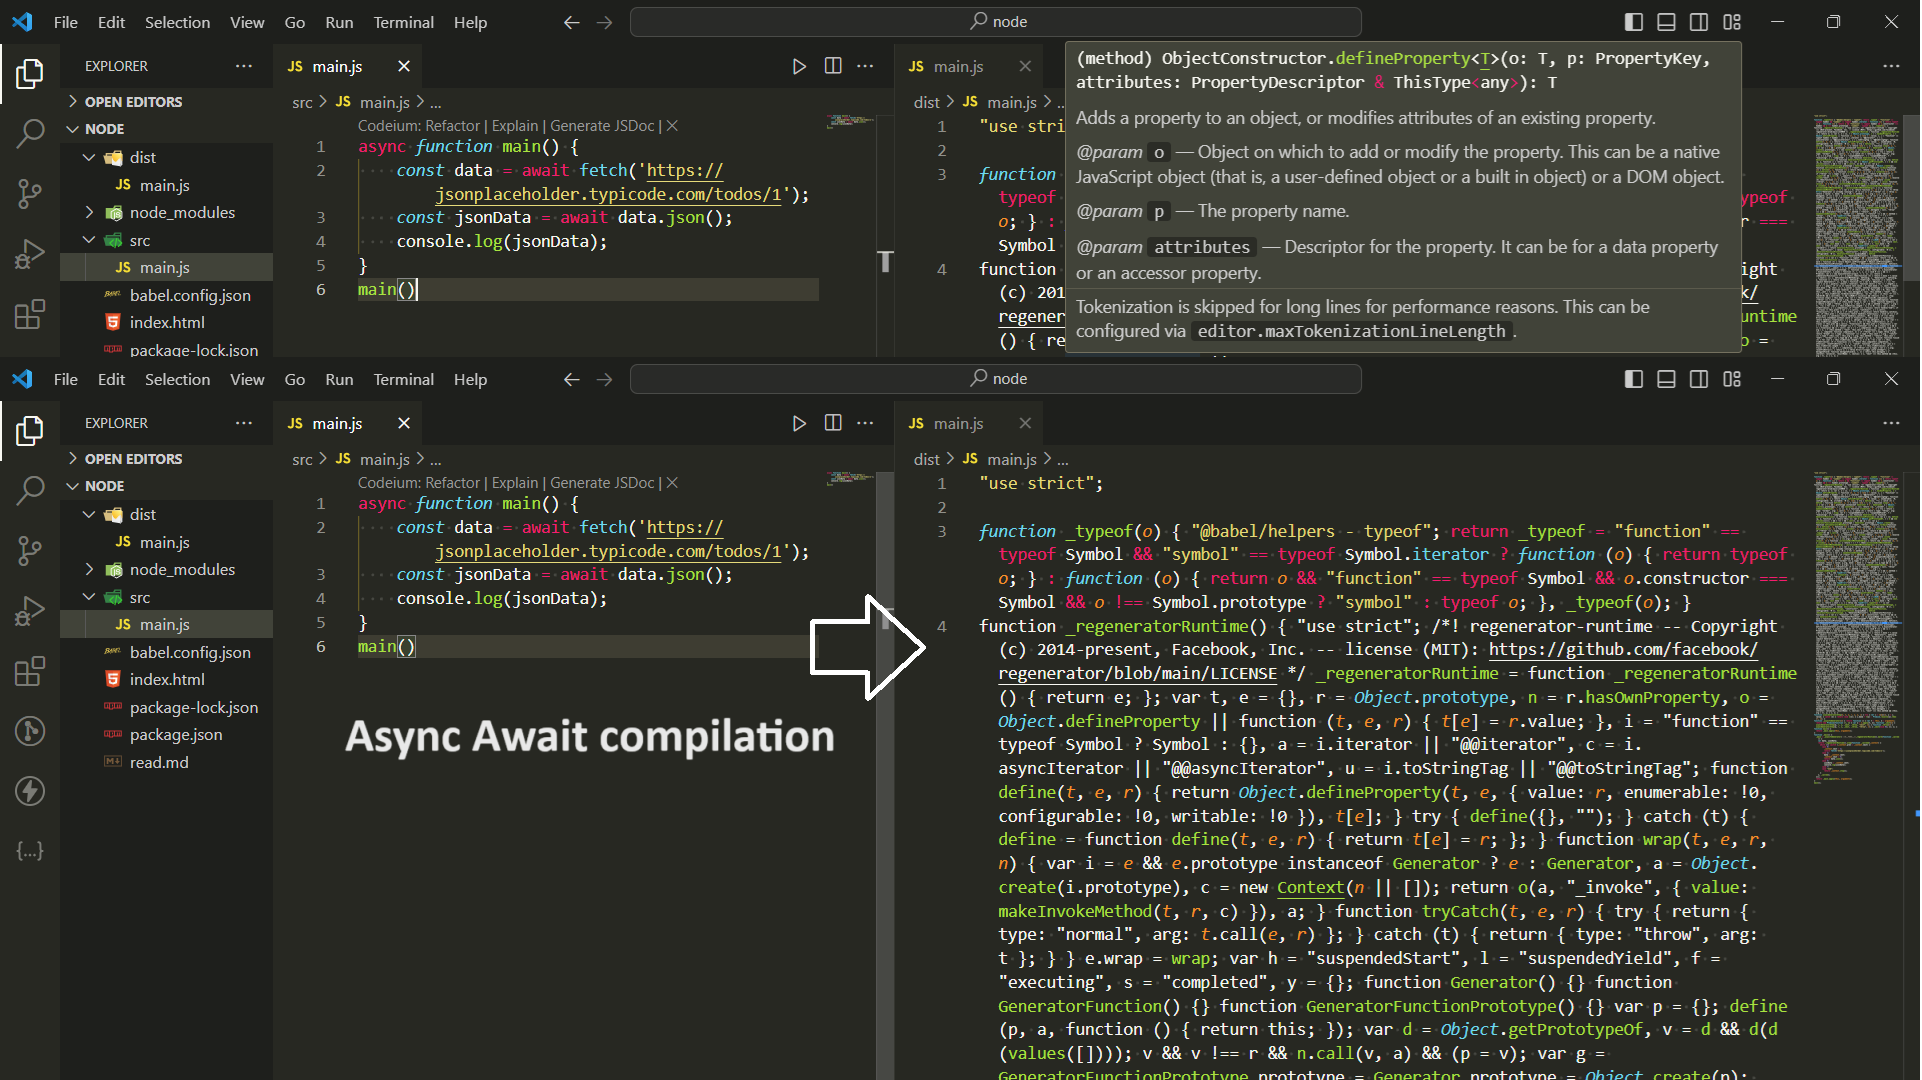 File Edit Selection View Go Run Terminal Help
node
EXPLORER
OPEN EDITORS
NODE
dist
JS main.js
node_modules
src
JS main.js
babel.config.json
index.html
package-lock.json
JS main.js
src > JS main.js > ...
Codeium: Refactor | Explain | Generate JSDoc | X
1 async function main() {
2 const data = await fetch('https://
jsonplaceholder.typicode.com/todos/1');
3 const jsonData = await data.json();
4 console.log(jsonData);
5 }
6 main()
JS main.js
dist > JS main.js > ..
1 "use stri
2
3 function
typeof ypeof
o; } : r ===
Symbol
4 function ght
(c) 201 k/
regener untime
() { re o =
(method) ObjectConstructor.defineProperty<T>(o: T, p: PropertyKey,
attributes: PropertyDescriptor & ThisType<any>): T
Adds a property to an object, or modifies attributes of an existing property.
@param o — Object on which to add or modify the property. This can be a native
JavaScript object (that is, a user-defined object or a built in object) or a DOM object.
@param p — The property name.
@param attributes — Descriptor for the property. It can be for a data property
or an accessor property.
Tokenization is skipped for long lines for performance reasons. This can be
configured via editor.maxTokenizationLineLength .
File Edit Selection View Go Run Terminal Help
node
EXPLORER
OPEN EDITORS
NODE
dist
JS main.js
node_modules
src
JS main.js
babel.config.json
index.html
package-lock.json
package.json
read.md
JS main.js
src > JS main.js > ...
Codeium: Refactor | Explain | Generate JSDoc | X
1 async function main() {
2 const data = await fetch('https://
jsonplaceholder.typicode.com/todos/1');
3 const jsonData = await data.json();
4 console.log(jsonData);
5 }
6 main()
Async Await compilation
JS main.js
dist > JS main.js > ...
1 "use strict";
2
3 function _typeof(o) { "@babel/helpers - typeof"; return _typeof = "function" ==
typeof Symbol && "symbol" == typeof Symbol.iterator ? function (o) { return typeof
o; } : function (o) { return o && "function" == typeof Symbol && o.constructor ===
Symbol && o !== Symbol.prototype ? "symbol" : typeof o; }, _typeof(o); }
4 function _regeneratorRuntime() { "use strict"; /*! regenerator-runtime -- Copyright
(c) 2014-present, Facebook, Inc. -- license (MIT): https://github.com/facebook/
regenerator/blob/main/LICENSE */ _regeneratorRuntime = function _regeneratorRuntime
() { return e; }; var t, e = {}, r = Object.prototype, n = r.hasOwnProperty, o =
Object.defineProperty || function (t, e, r) { t[e] = r.value; }, i = "function" ==
typeof Symbol ? Symbol : {}, a = i.iterator || "@@iterator", c = i.
asyncIterator || "@@asyncIterator", u = i.toStringTag || "@@toStringTag"; function
define(t, e, r) { return Object.defineProperty(t, e, { value: r, enumerable: !0,
configurable: !0, writable: !0 }), t[e]; } try { define({}, ""); } catch (t) {
define = function define(t, e, r) { return t[e] = r; }; } function wrap(t, e, r,
n) { var i = e && e.prototype instanceof Generator ? e : Generator, a = Object.
create(i.prototype), c = new Context(n || []); return o(a, "_invoke", { value:
makeInvokeMethod(t, r, c) }), a; } function tryCatch(t, e, r) { try { return {
type: "normal", arg: t.call(e, r) }; } catch (t) { return { type: "throw", arg:
t }; } } e.wrap = wrap; var h = "suspendedStart", l = "suspendedYield", f =
"executing", s = "completed", y = {}; function Generator() {} function
GeneratorFunction() {} function GeneratorFunctionPrototype() {} var p = {}; define
(p, a, function () { return this; }); var d = Object.getPrototypeOf, v = d && d(d
(values([]))); v && v !== r && n.call(v, a) && (p = v); var g =
GeneratorFunctionPrototype.prototype = Generator.prototype = Object.create(p);